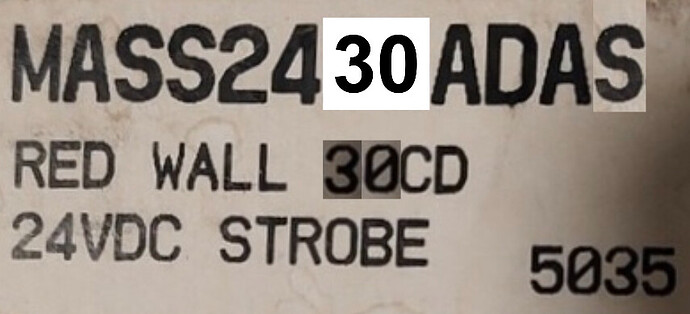 MASS2430ADAS
RED WALL 30CD
24VDC STROBE
5035